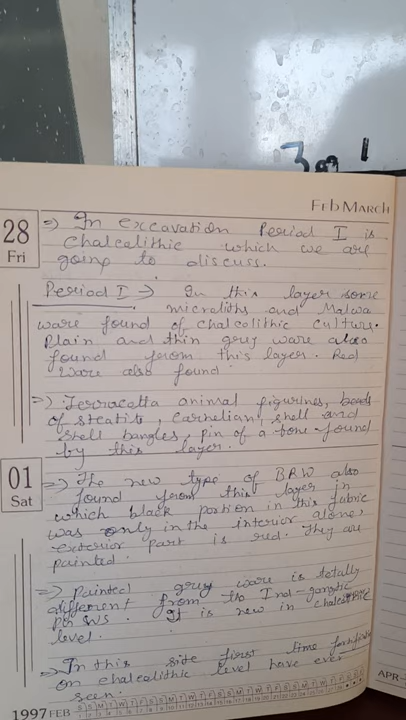 Feb March
28
Fri
=) In excavation Period I is
chalcolithic which we are
going to discuss.
Period I => In this layer some
microliths and Malwa
ware found of chalcolithic culture.
Plain and thin grey ware also
found from this layer. Red
ware also found.
=) Terracotta animal figurines, beads
of steatite, carnelian, shell and
shell bangles, pin of a bone found
by this layer.
01
Sat
=> The new type of BRW also
found from this layer in
which black portion in this fabric
was only in the interior alone,
exterior part is red. They are
painted.
=> Painted grey ware is totally
different from the Ind-gangetic
It is new in
level.
=> In this site first time
on chalcolithic level have ever
seen.
APR
1997 FEB